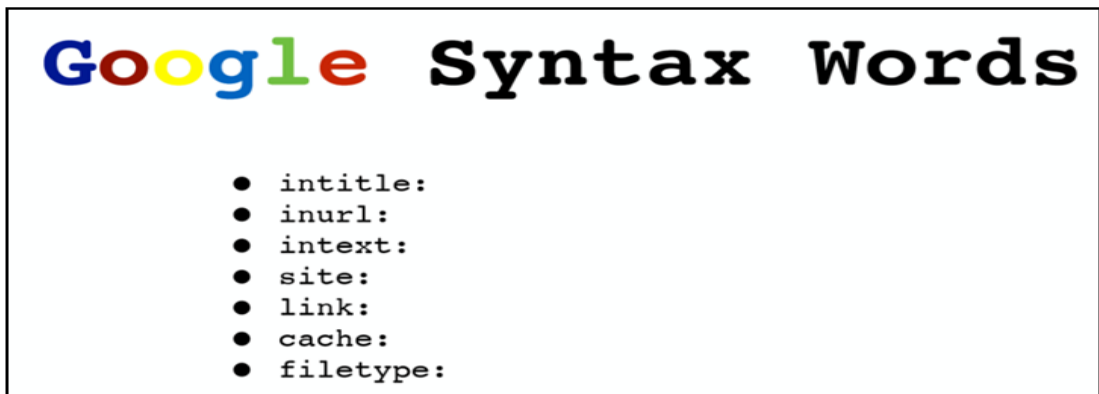 Google Syntax Words
● intitle:
● inurl:
● intext:
● site:
● link:
● cache:
● filetype: